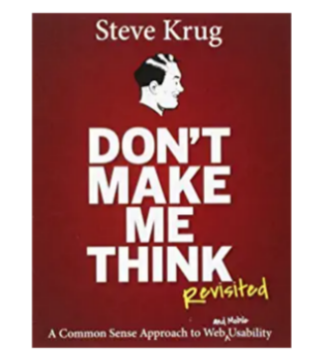 Steve Krug
DON'T
MAKE
ME
THINK
Revisited
and Mobile
A Common Sense Approach to Web Usability